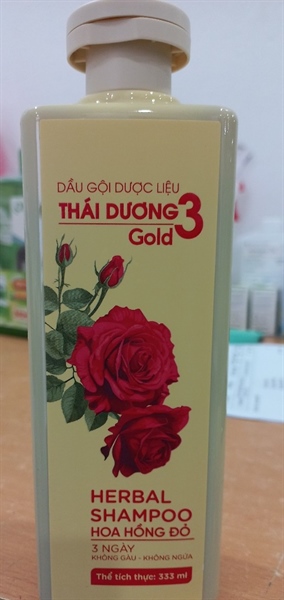 DẦU GỘI DƯỢC LIỆU
THÁI DƯƠNG 3
Gold
HERBAL
SHAMPOO
HOA HỒNG ĐỎ
3 NGÀY
KHÔNG GÀU - KHÔNG NGỨA
Thể tích thực: 333 ml